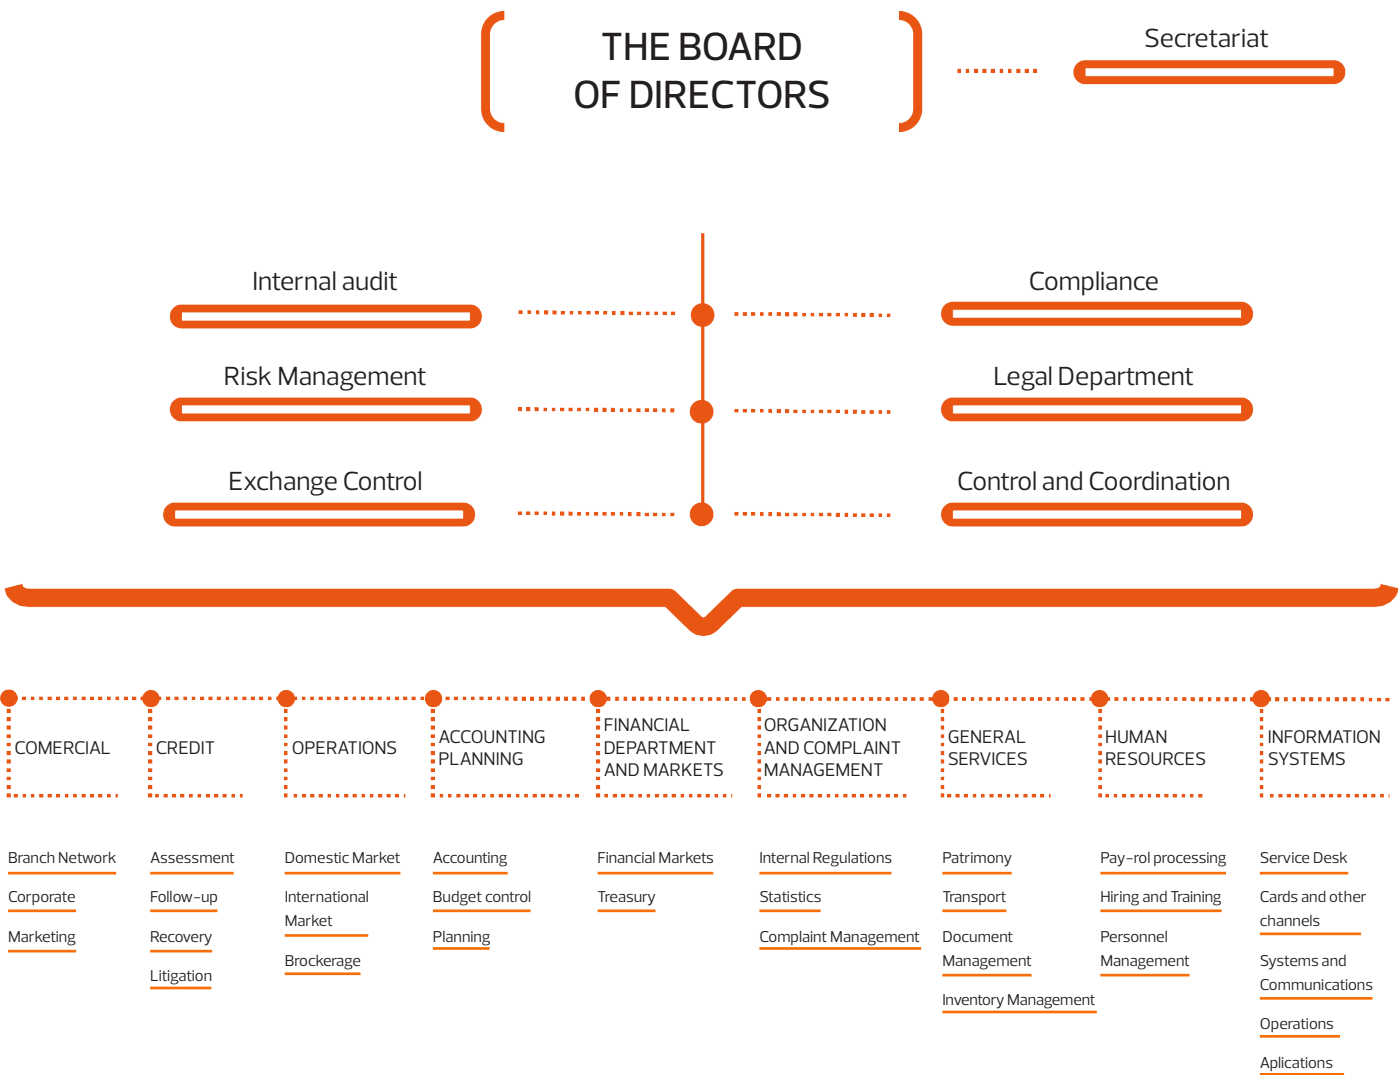 THE BOARD
OF DIRECTORS
Secretariat
Internal audit
Compliance
Risk Management
Legal Department
Exchange Control
Control and Coordination
COMERCIAL
CREDIT
OPERATIONS
ACCOUNTING
PLANNING
FINANCIAL
DEPARTMENT
AND MARKETS
ORGANIZATION
AND COMPLAINT
MANAGEMENT
GENERAL
SERVICES
HUMAN
RESOURCES
INFORMATION
SYSTEMS
Branch Network
Corporate
Marketing
Assessment
Follow-up
Recovery
Litigation
Domestic Market
International
Market
Brockerage
Accounting
Budget control
Planning
Financial Markets
Treasury
Internal Regulations
Statistics
Complaint Management
Patrimony
Transport
Document
Management
Inventory Management
Pay-rol processing
Hiring and Training
Personnel
Management
Service Desk
Cards and other
channels
Systems and
Communications
Operations
Aplications